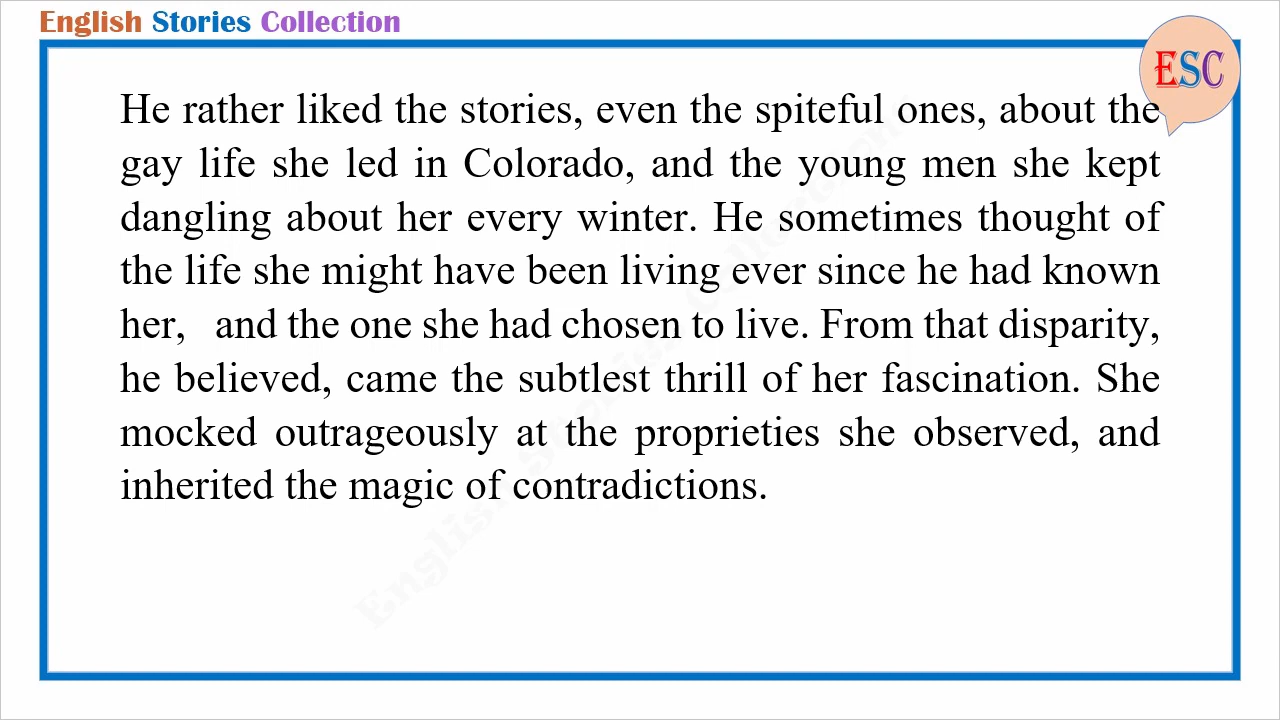 English Stories Collection
ESC
He rather liked the stories, even the spiteful ones, about the
gay life she led in Colorado, and the young men she kept
dangling about her every winter. He sometimes thought of
the life she might have been living ever since he had known
her, and the one she had chosen to live. From that disparity,
he believed, came the subtlest thrill of her fascination. She
mocked outrageously at the proprieties she observed, and
inherited the magic of contradictions.
English Stories Collection